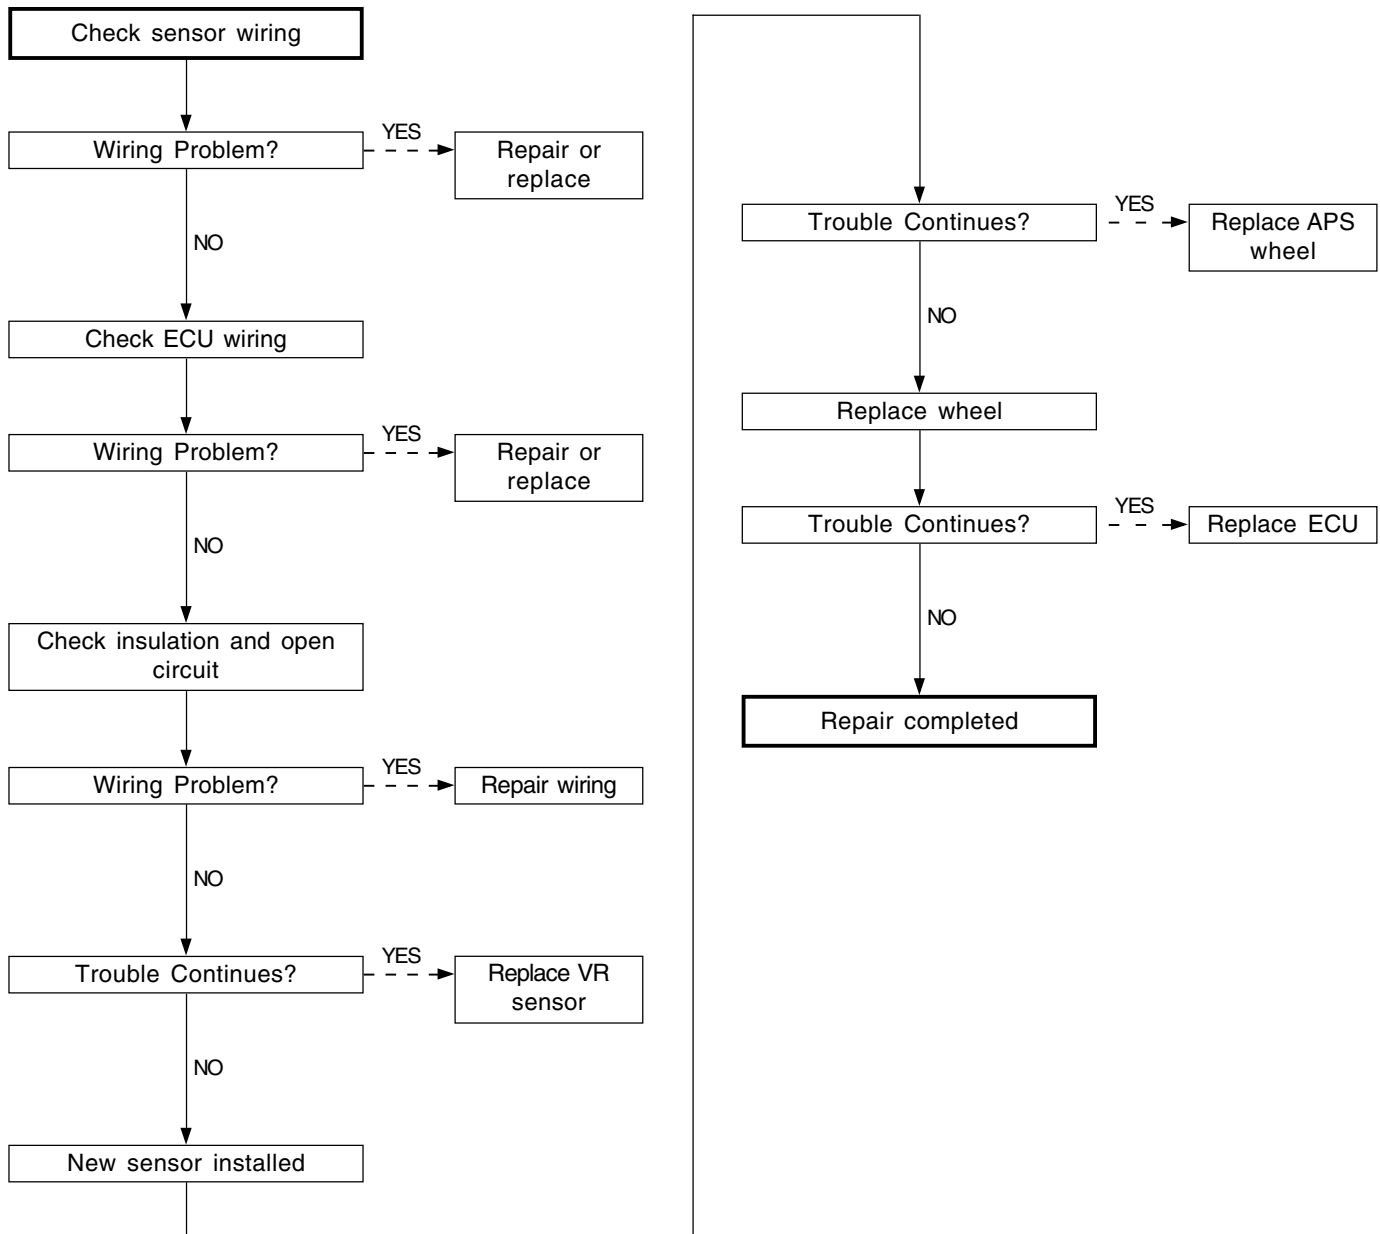 Check sensor wiring
Wiring Problem?
YES
Repair or
replace
NO
Check ECU wiring
Wiring Problem?
YES
Repair or
replace
NO
Check insulation and open
circuit
Wiring Problem?
YES
Repair wiring
NO
Trouble Continues?
YES
Replace VR
sensor
NO
New sensor installed
Trouble Continues?
YES
Replace APS
wheel
NO
Replace wheel
Trouble Continues?
YES
Replace ECU
NO
Repair completed